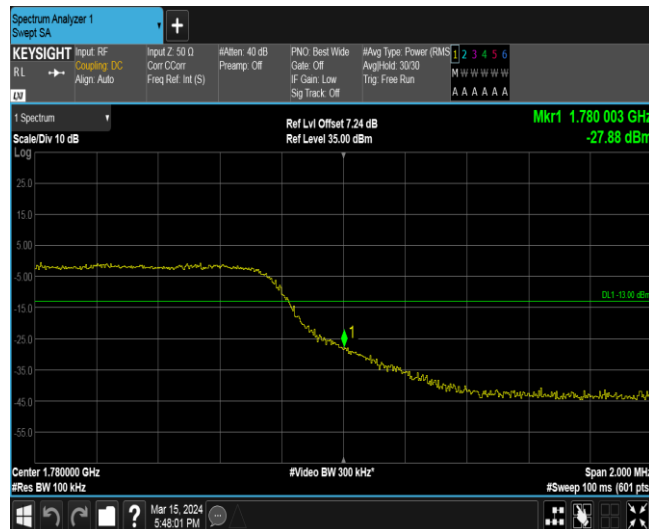 Spectrum Analyzer 1
Swept SA
KEYSIGHT
RL
LXI
Input: RF
Coupling: DC
Align: Auto
Input Z: 50 Ω
Corr CCorr
Freq Ref: Int (S)
#Atten: 40 dB
Preamp: Off
PNO: Best Wide
Gate: Off
IF Gain: Low
Sig Track: Off
#Avg Type: Power (RMS
Avg|Hold: 30/30
Trig: Free Run
1 2 3 4 5 6
M W W W W W
A A A A A A
1 Spectrum
Scale/Div 10 dB
Log
Ref Lvl Offset 7.24 dB
Ref Level 35.00 dBm
Mkr1 1.780 003 GHz
-27.88 dBm
25.0
15.0
5.00
-5.00
-15.0
-25.0
-35.0
-45.0
-55.0
DL1 -13.00 dBm
1
Center 1.780000 GHz
#Res BW 100 kHz
#Video BW 300 kHz*
Span 2.000 MHz
#Sweep 100 ms (601 pts
Mar 15, 2024
5:48:01 PM